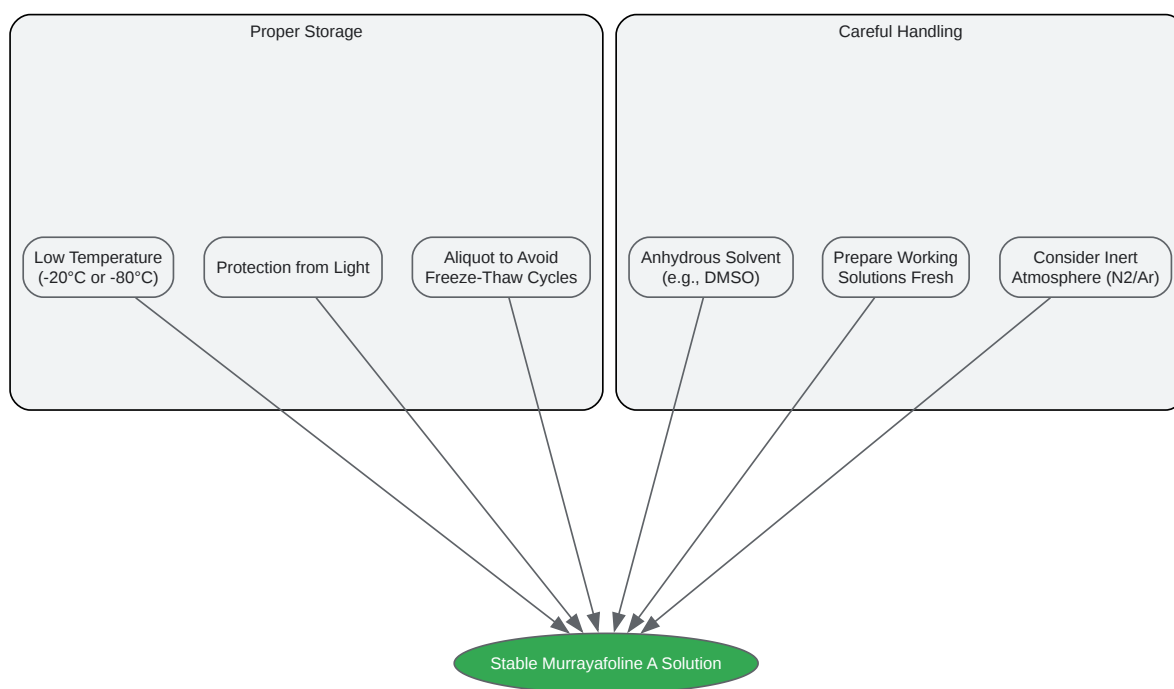 Proper Storage
Careful Handling
Low Temperature
(-20°C or -80°C)
Protection from Light
Aliquot to Avoid
Freeze-Thaw Cycles
Anhydrous Solvent
(e.g., DMSO)
Prepare Working
Solutions Fresh
Consider Inert
Atmosphere (N2/Ar)
Stable Murrayafoline A Solution